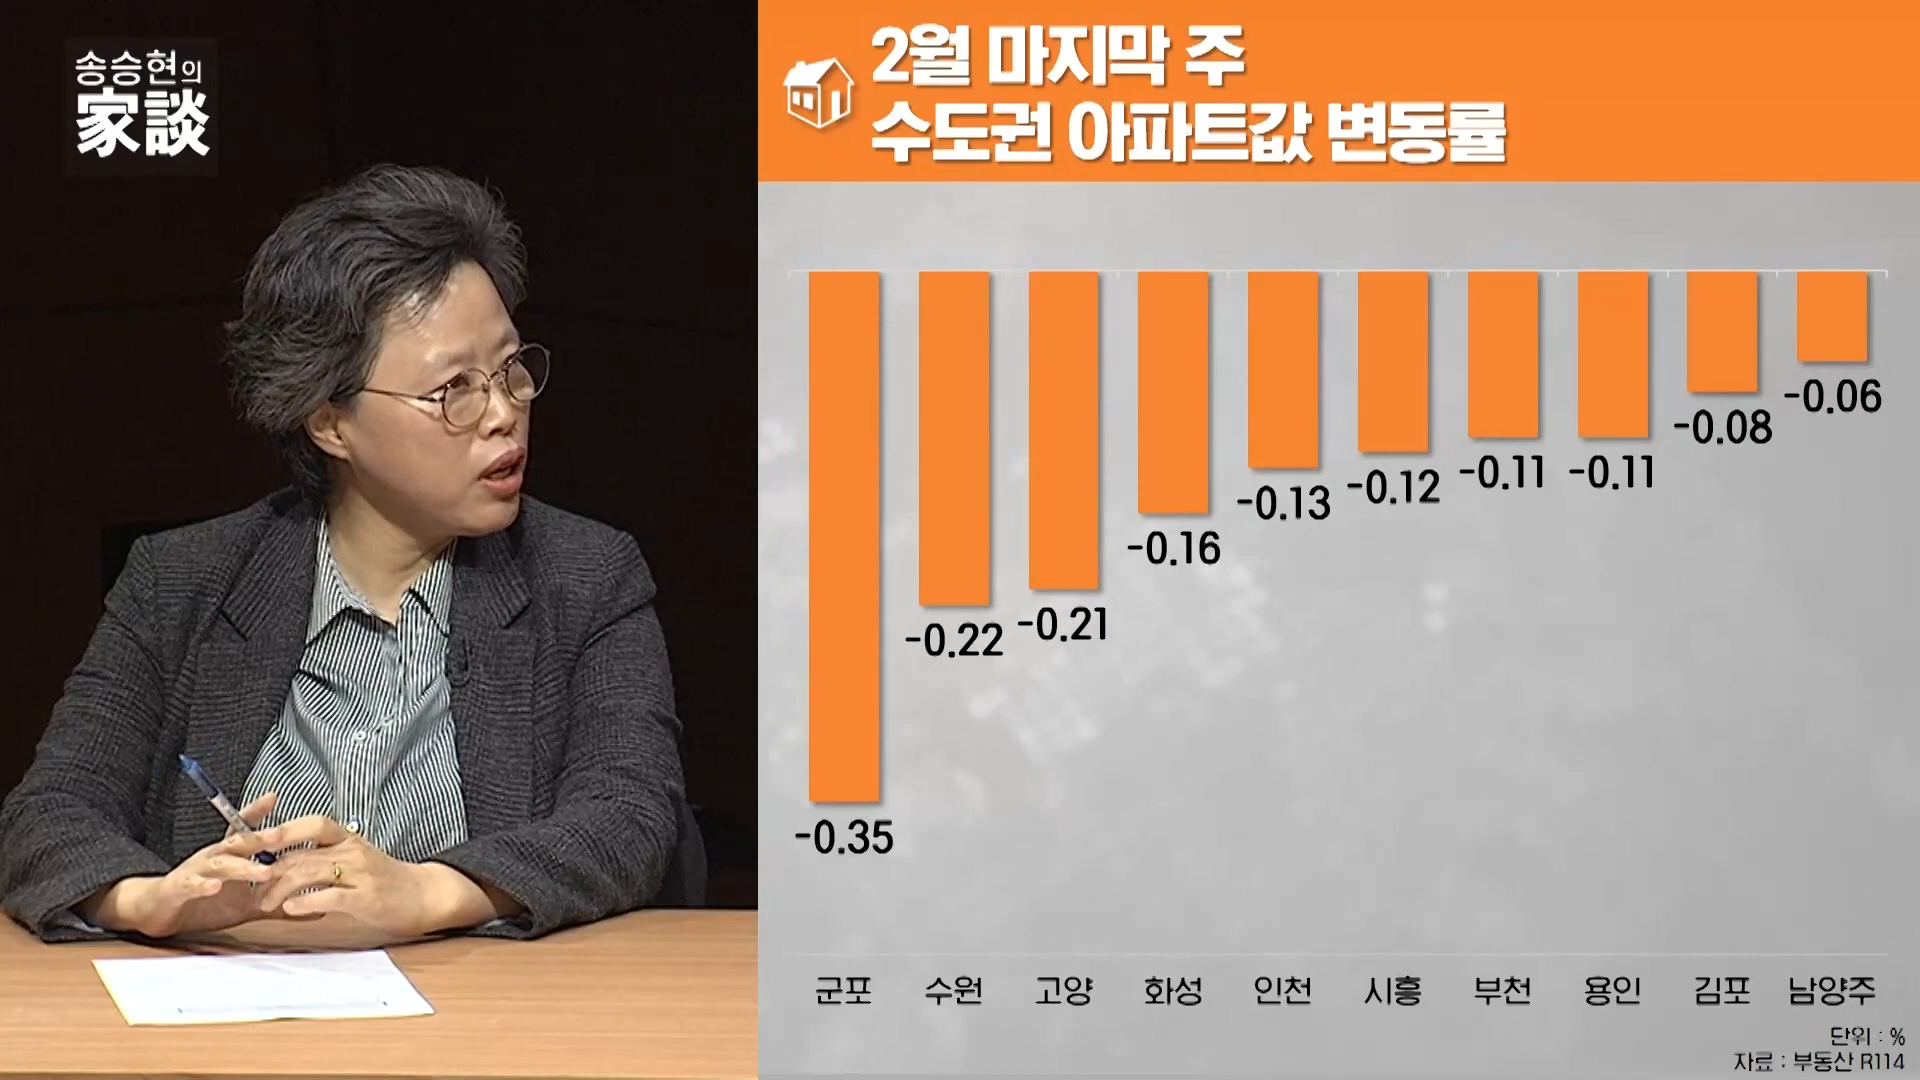 송승현의
家談
2월 마지막 주
수도권 아파트값 변동률
-0.35
-0.22
-0.21
-0.16
-0.13
-0.12
-0.11
-0.11
-0.08
-0.06
군포
수원
고양
화성
인천
시흥
부천
용인
김포
남양주
단위 : %
자료 : 부동산 R114